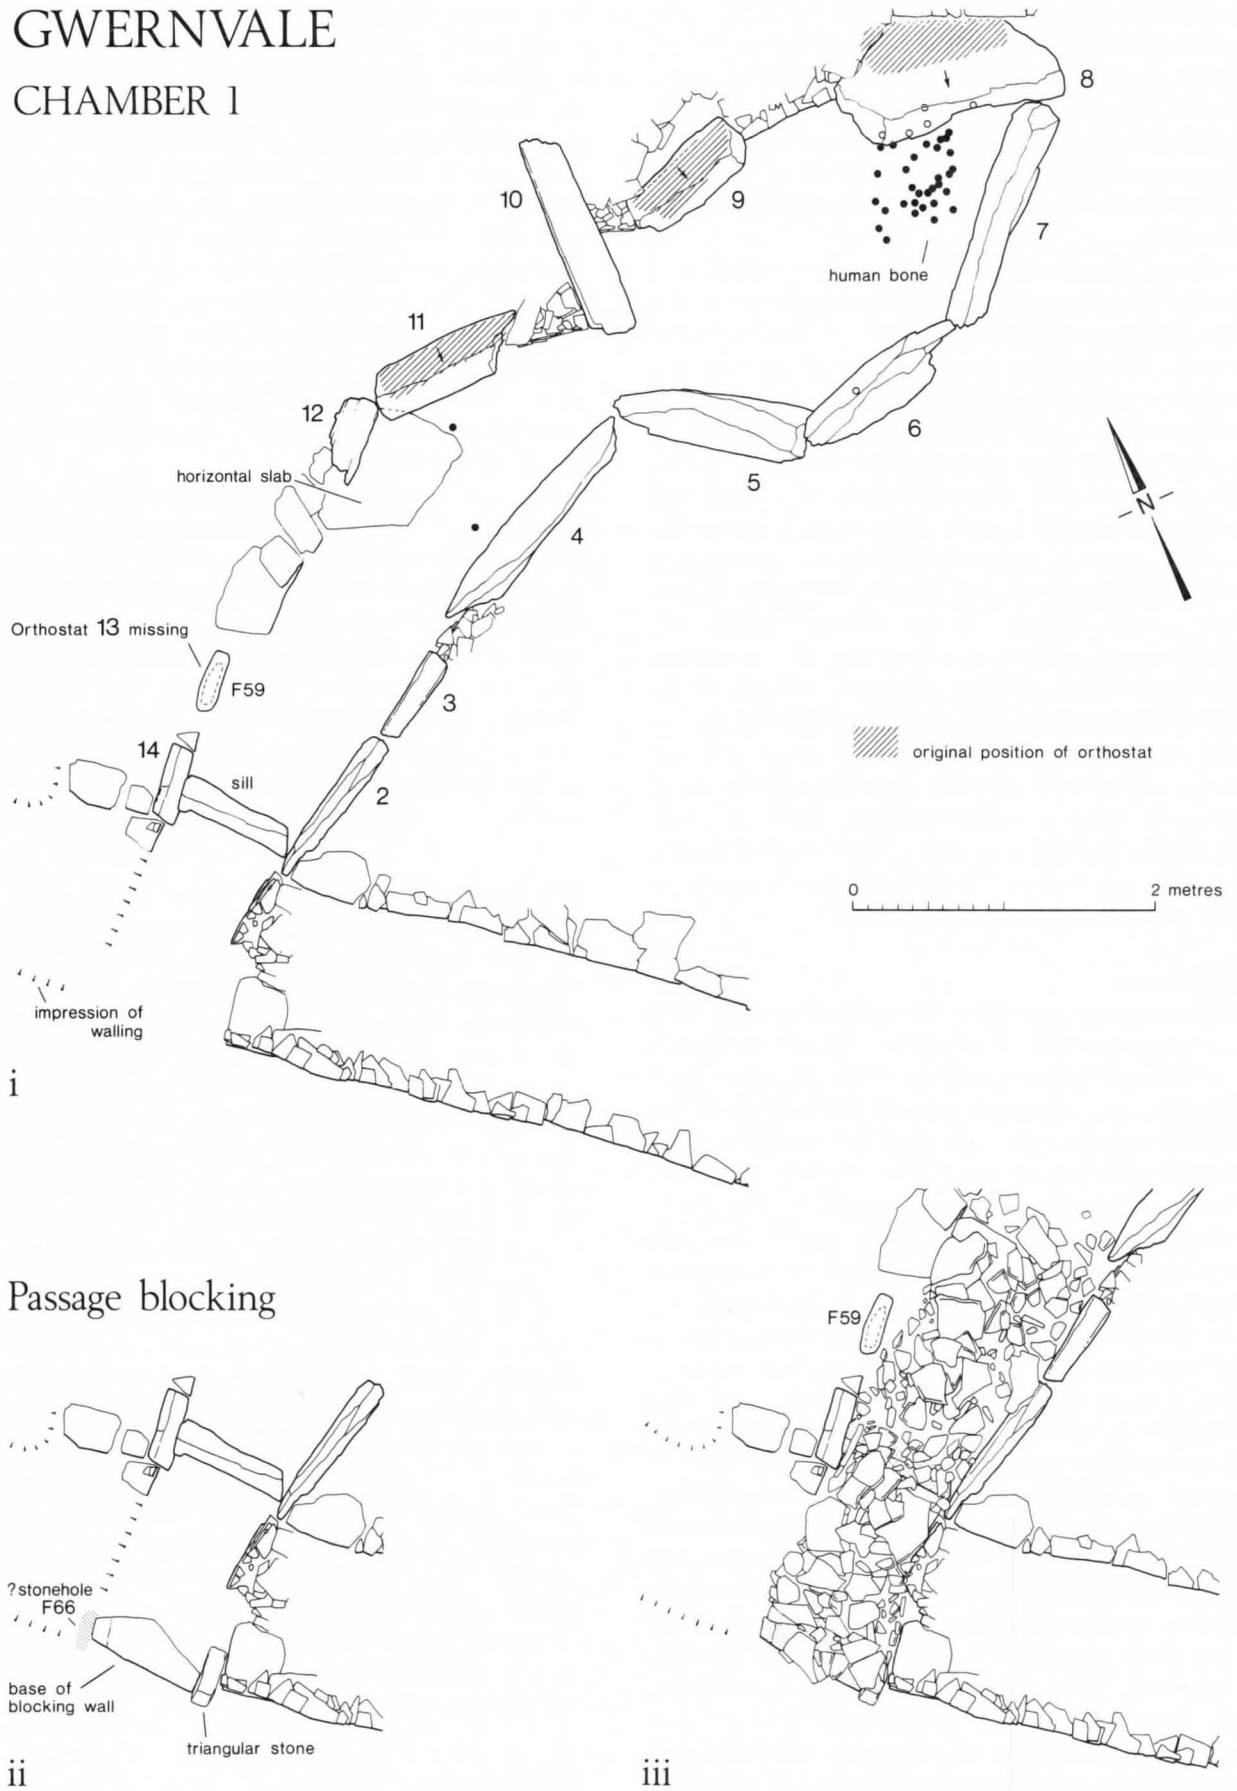 GWERNVALE
CHAMBER 1
8
10
9
7
human bone
11
12
6
horizontal slab
5
4
N
Orthostat 13 missing
F59
3
14
sill
original position of orthostat
2
0 2 metres
impression of
walling
i
Passage blocking
F59
?stonehole
F66
base of
blocking wall
triangular stone
ii
iii